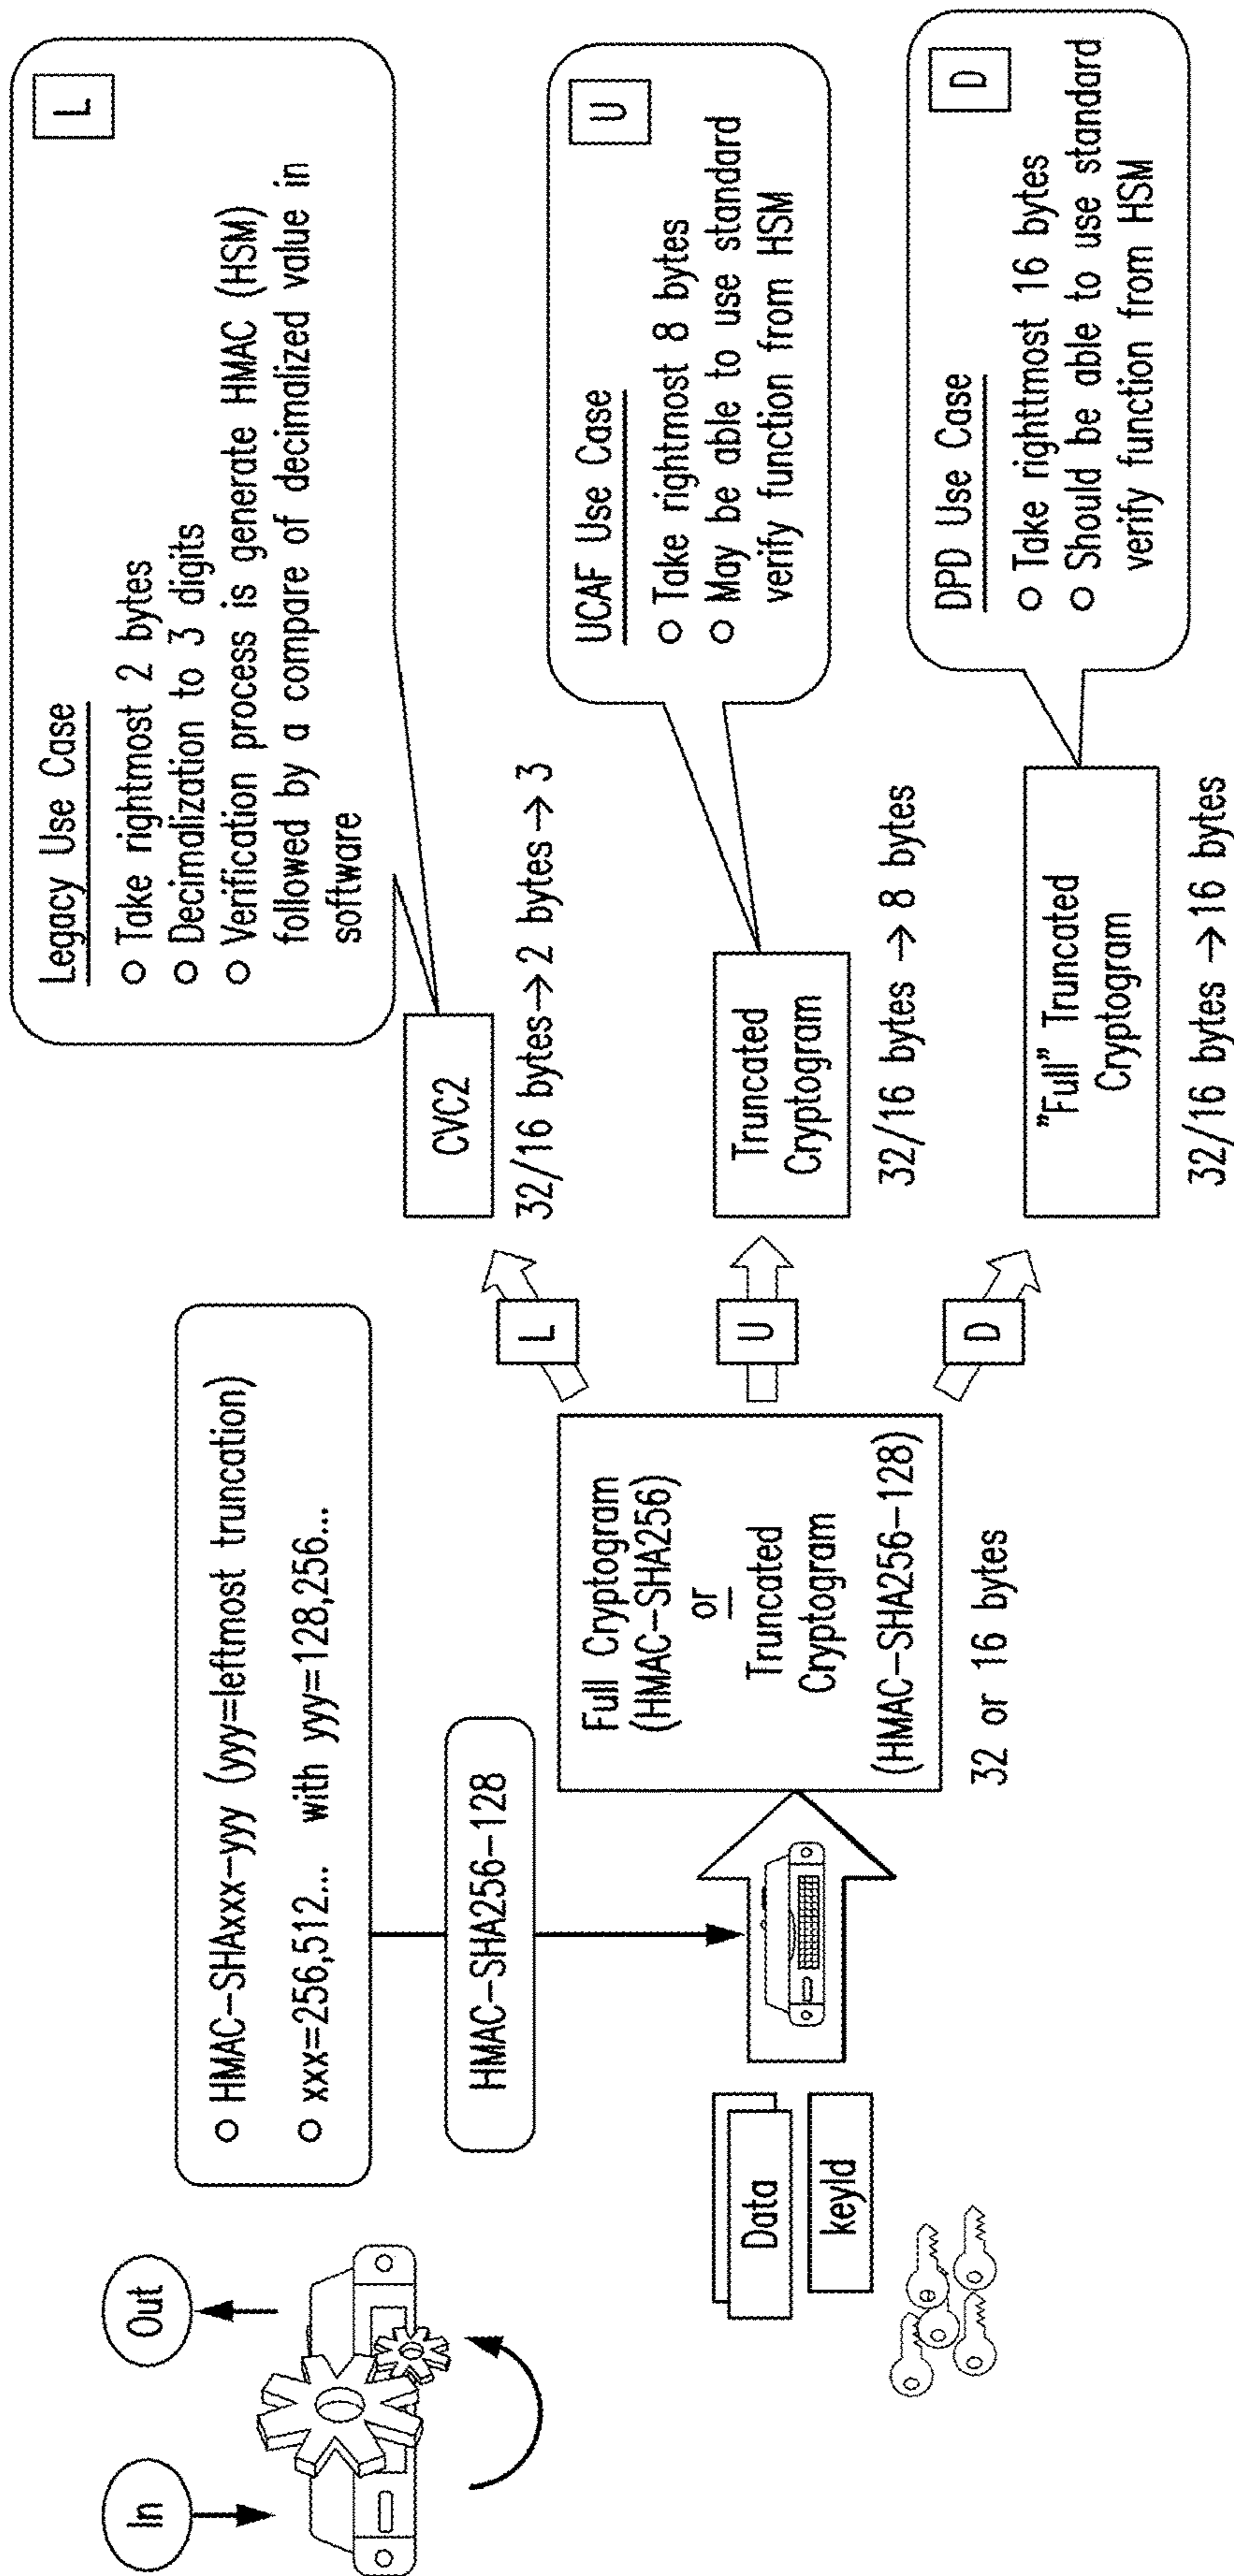 In
Out
○ HMAC-SHAxxx-yyy (yyy=leftmost truncation)
○ xxx=256,512... with yyy=128,256...
HMAC-SHA256-128
Data
keyId
Full Cryptogram
(HMAC-SHA256)
or
Truncated
Cryptogram
(HMAC-SHA256-128)
32 or 16 bytes
L
U
D
CVC2
32/16 bytes→2 bytes→3
Truncated
Cryptogram
32/16 bytes → 8 bytes
"Full" Truncated
Cryptogram
32/16 bytes → 16 bytes
Legacy Use Case
L
○ Take rightmost 2 bytes
○ Decimalization to 3 digits
○ Verification process is generate HMAC (HSM)
followed by a compare of decimalized value in
software
UCAF Use Case
U
○ Take rightmost 8 bytes
○ May be able to use standard
verify function from HSM
DPD Use Case
D
○ Take righttmost 16 bytes
○ Should be able to use standard
verify function from HSM